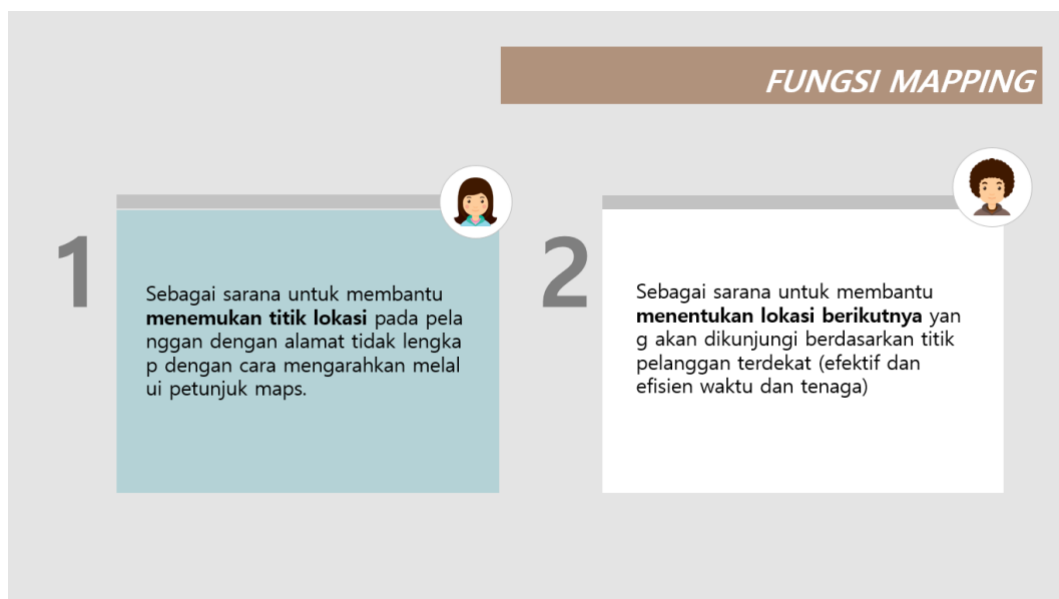 FUNGSI MAPPING
1
Sebagai sarana untuk membantu
menemukan titik lokasi pada pela
nggan dengan alamat tidak lengka
p dengan cara mengarahkan melal
ui petunjuk maps.
2
Sebagai sarana untuk membantu
menentukan lokasi berikutnya yan
g akan dikunjungi berdasarkan titik
pelanggan terdekat (efektif dan
efisien waktu dan tenaga)